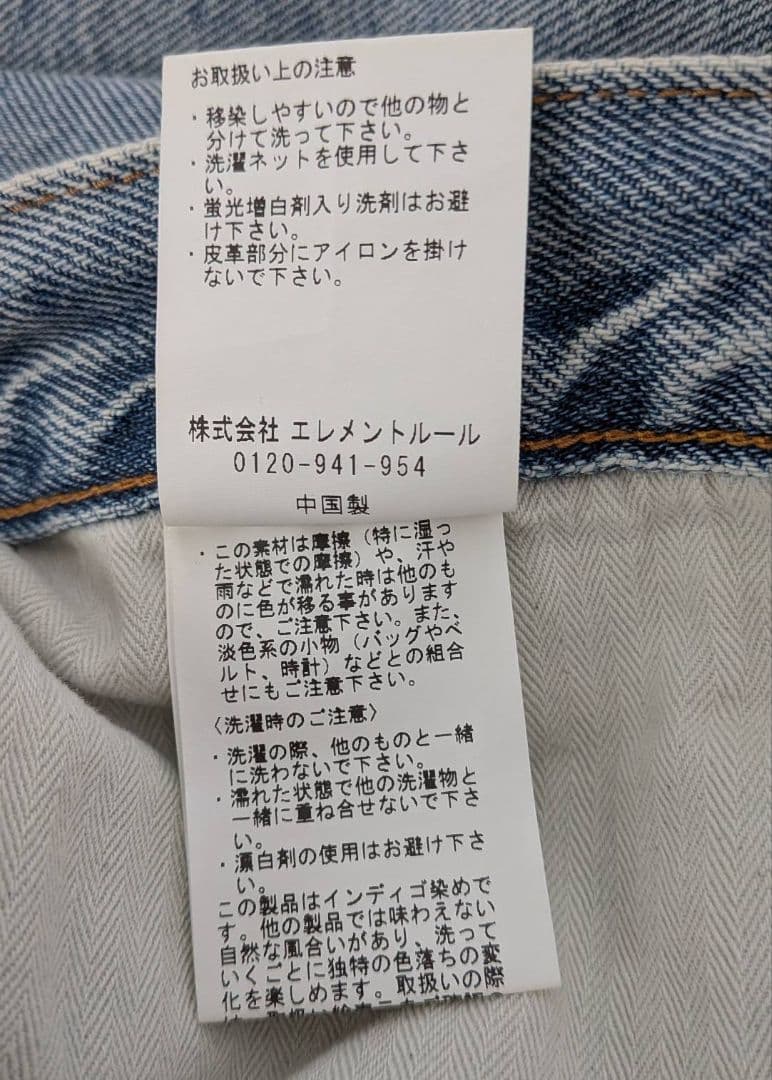 お取扱い上の注意
・移染しやすいので他の物と
分けて洗って下さい。
・洗濯ネットを使用して下さ
い。
・蛍光増白剤入り洗剤はお避
け下さい。
・皮革部分にアイロンを掛け
ないで下さい。
株式会社 エレメントルール
0120-941-954
中国製
・この素材は摩擦（特に湿っ
た状態での摩擦）や、汗や
雨などで濡れた時は他のも
のに色が移る事があります
ので、ご注意下さい。また、
淡色系の小物（バッグやベ
ルト、時計）などとの組合
せにもご注意下さい。
〈洗濯時のご注意〉
・洗濯の際、他のものと一緒
に洗わないで下さい。
・濡れた状態で他の洗濯物と
一緒に重ね合せないで下さ
い。
・漂白剤の使用はお避け下さ
い。
この製品はインディゴ染めで
す。他の製品では味わえない
自然な風合いがあり、洗って
いくごとに独特の色落ちの変
化を楽しめます。取扱いの際